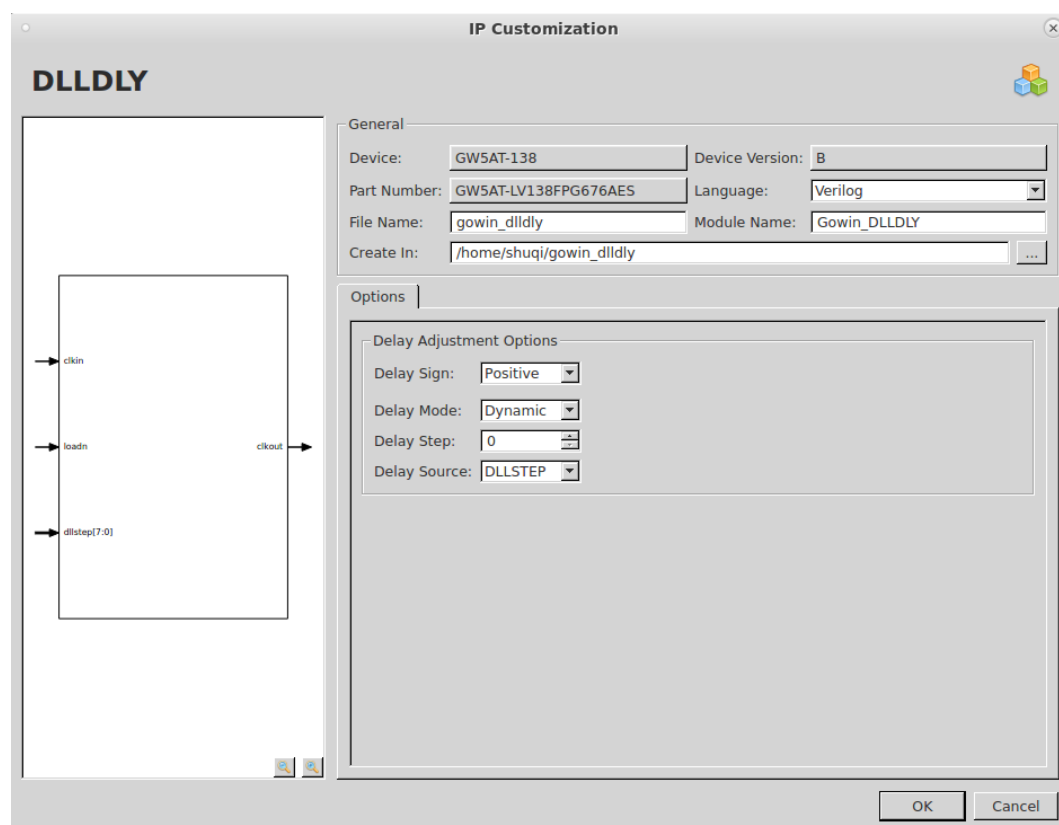 IP Customization
DLLDLY
General
Device: GW5AT-138 Device Version: B
Part Number: GW5AT-LV138FPG676AES Language: Verilog
File Name: gowin_dlldly Module Name: Gowin_DLLDLY
Create In: /home/shuqi/gowin_dlldly ...
Options
Delay Adjustment Options
Delay Sign: Positive
Delay Mode: Dynamic
Delay Step: 0
Delay Source: DLLSTEP
clkin
loadn clkout
dllstep[7:0]
OK Cancel